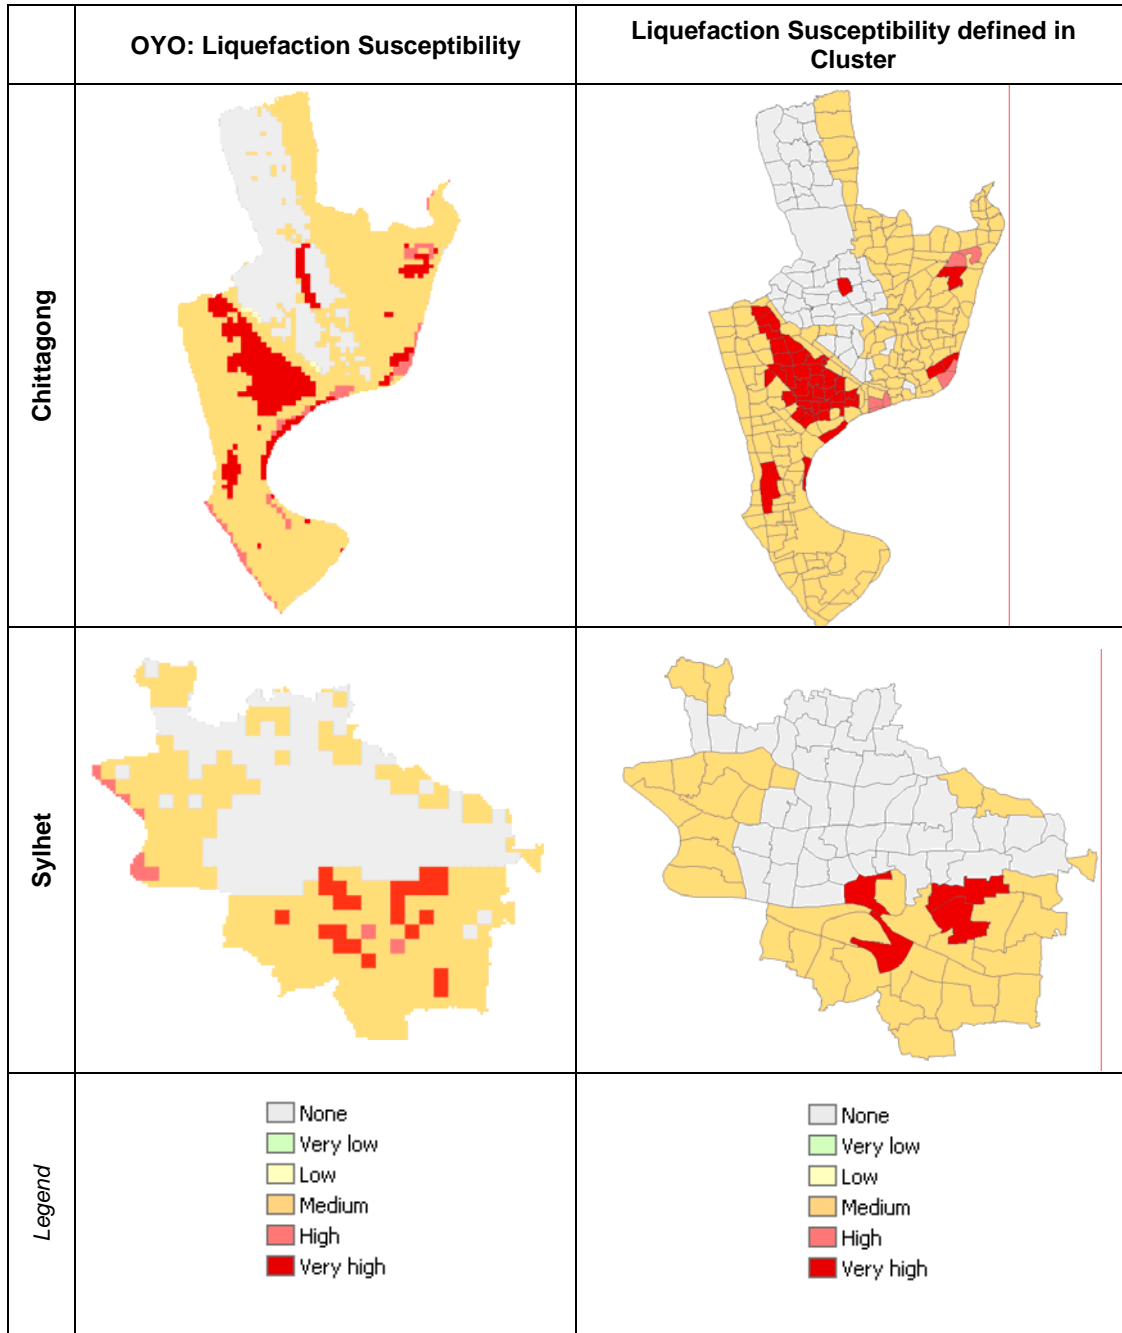 OYO: Liquefaction Susceptibility
Liquefaction Susceptibility defined in
Cluster
Chittagong
Sylhet
Legend
None
Very low
Low
Medium
High
Very high
None
Very low
Low
Medium
High
Very high